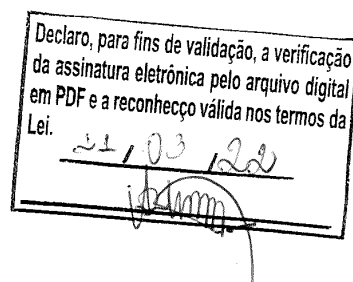 Declaro, para fins de validação, a verificação
da assinatura eletrônica pelo arquivo digital
em PDF e a reconhecço válida nos termos da
Lei.
21, 03, 22